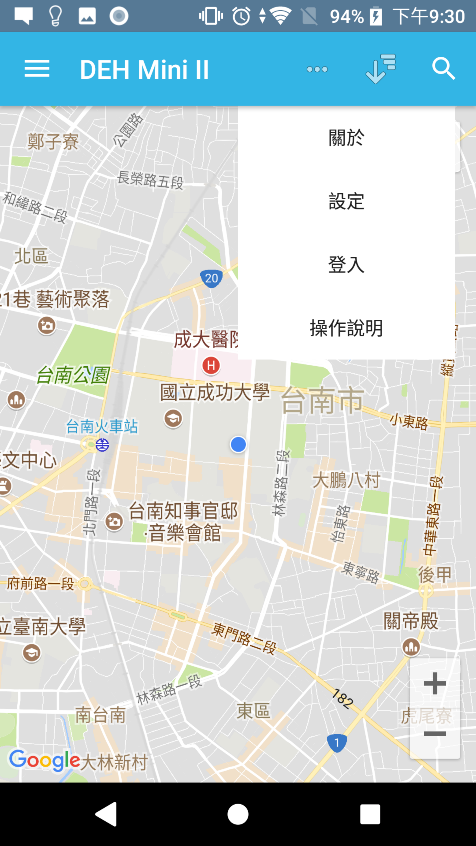 94% 下午9:30
DEH Mini II
關於
設定
登入
操作說明
鄭子寮
公園路
長榮路五段
和緯路二段
北區
20
21巷 藝術聚落
成大醫院
H
台南公園
國立成功大學
台南市
小東路
台南火車站
文中心
大鵬八村
林森路二段
北門路一段
中華東路一段
怡東路
台南知事官邸
·音樂會館
東寧路
後甲
府前路一段
關帝殿
立臺南大學
東門路二段
林森路一段
182
南台南
東區
虎尾寮
1
Google
大林新村